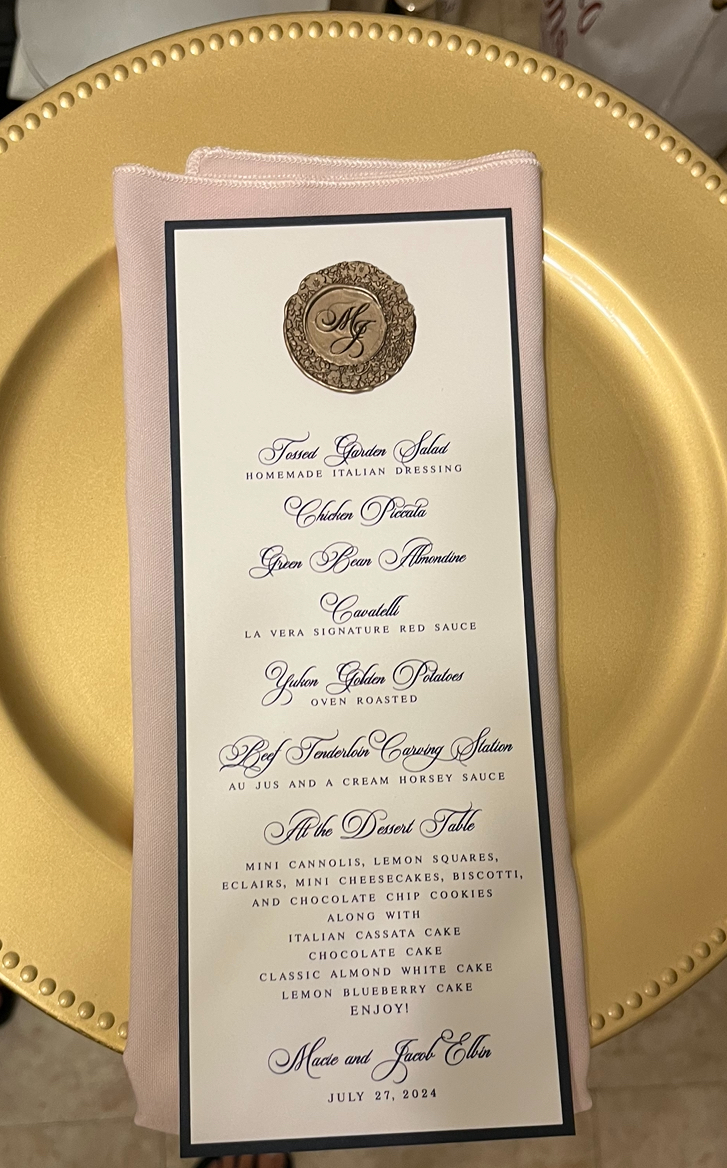 MJ
Tossed Garden Salad
HOMEMADE ITALIAN DRESSING
Chicken Piccata
Green Bean Almondine
Cavatelli
LA VERA SIGNATURE RED SAUCE
Yukon Golden Potatoes
OVEN ROASTED
Beef Tenderloin Carving Station
AU JUS AND A CREAM HORSEY SAUCE
At the Dessert Table
MINI CANNOLIS, LEMON SQUARES,
ECLAIRS, MINI CHEESECAKES, BISCOTTI,
AND CHOCOLATE CHIP COOKIES
ALONG WITH
ITALIAN CASSATA CAKE
CHOCOLATE CAKE
CLASSIC ALMOND WHITE CAKE
LEMON BLUEBERRY CAKE
ENJOY!
Macie and Jacob Elbin
JULY 27, 2024